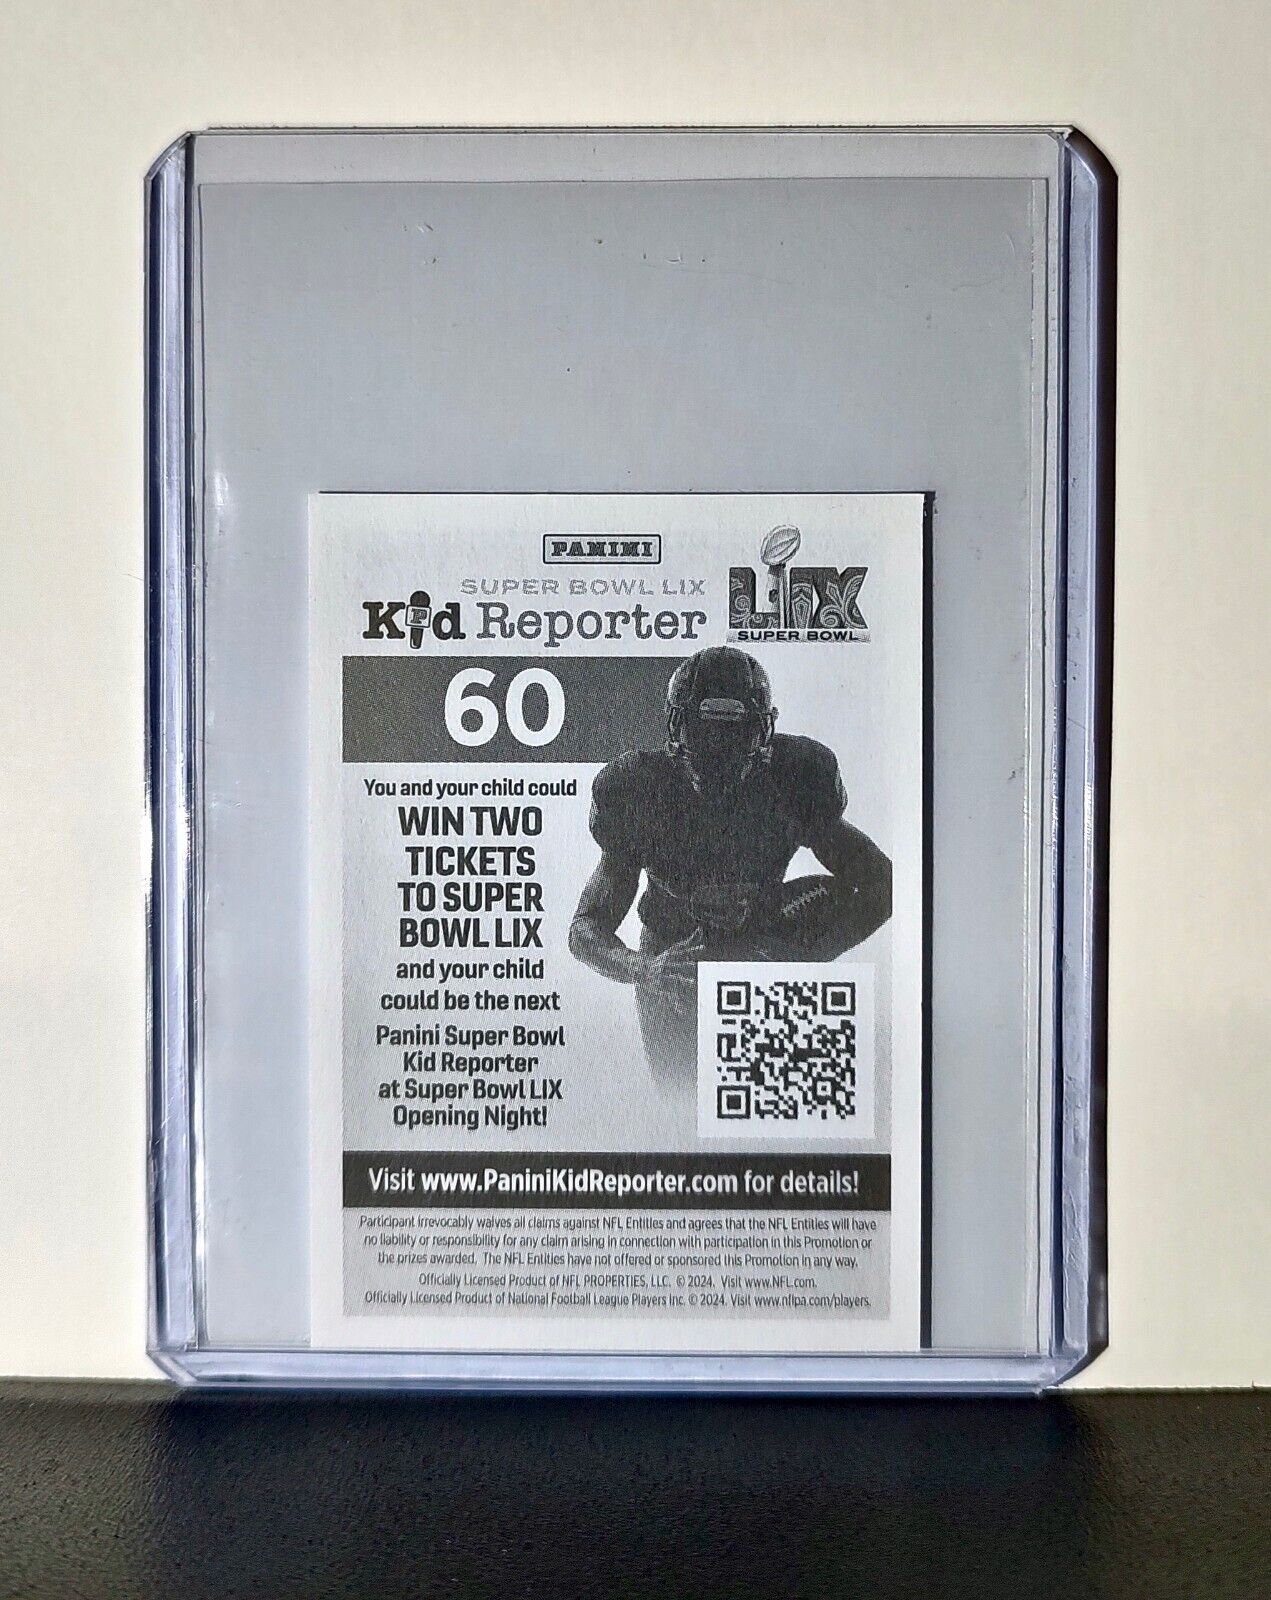 PANINI
SUPER BOWL LIX
Kid Reporter
P
LIX
SUPER BOWL
60
You and your child could
WIN TWO
TICKETS
TO SUPER
BOWL LIX
and your child
could be the next
Panini Super Bowl
Kid Reporter
at Super Bowl LIX
Opening Night!
Visit www.PaniniKidReporter.com for details!
Participant irrevocably waives all claims against NFL Entities and agrees that the NFL Entities will have
no liability or responsibility for any claim arising in connection with participation in this Promotion or
the prizes awarded. The NFL Entities have not offered or sponsored this Promotion in any way.
Officially Licensed Product of NFL PROPERTIES, LLC. © 2024. Visit www.NFL.com.
Officially Licensed Product of National Football League Players Inc. © 2024. Visit www.nflpa.com/players.